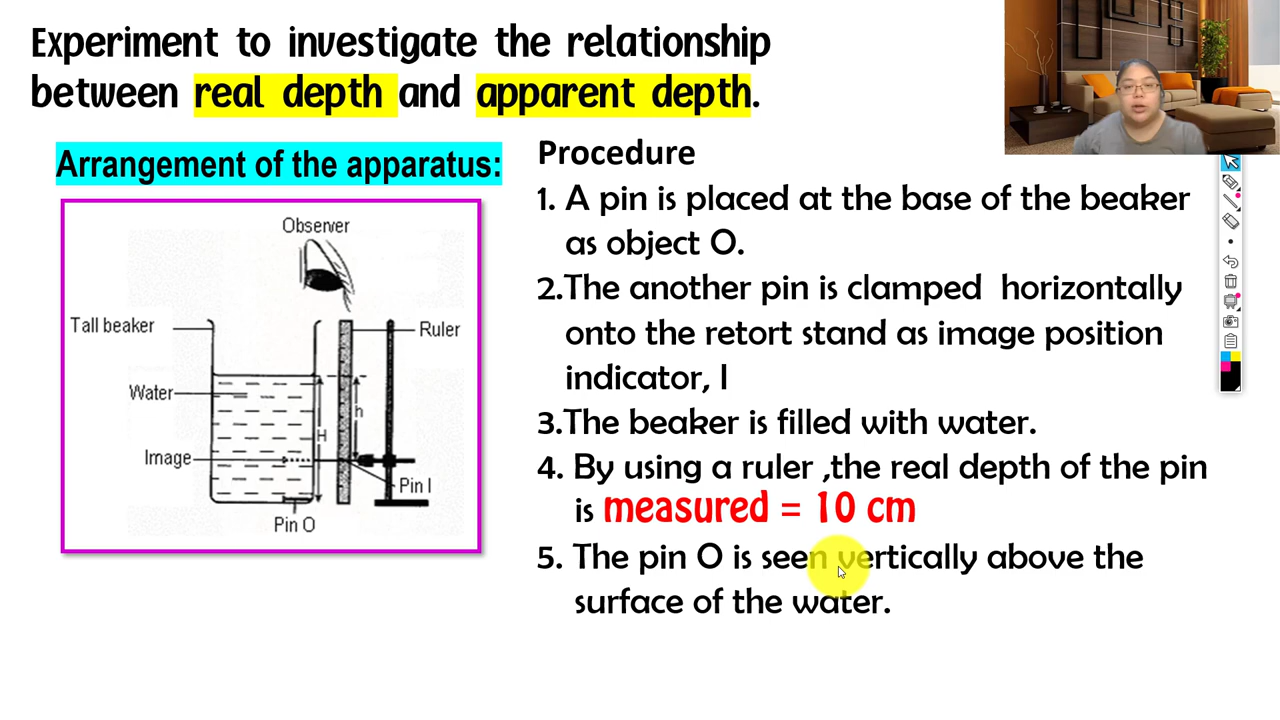 Experiment to investigate the relationship
between real depth and apparent depth.
Arrangement of the apparatus:
Observer
Tall beaker
Ruler
Water
h
H
Image
Pin I
Pin O
Procedure
1. A pin is placed at the base of the beaker
as object O.
2.The another pin is clamped horizontally
onto the retort stand as image position
indicator, I
3.The beaker is filled with water.
4. By using a ruler ,the real depth of the pin
is measured = 10 cm
5. The pin O is seen vertically above the
surface of the water.